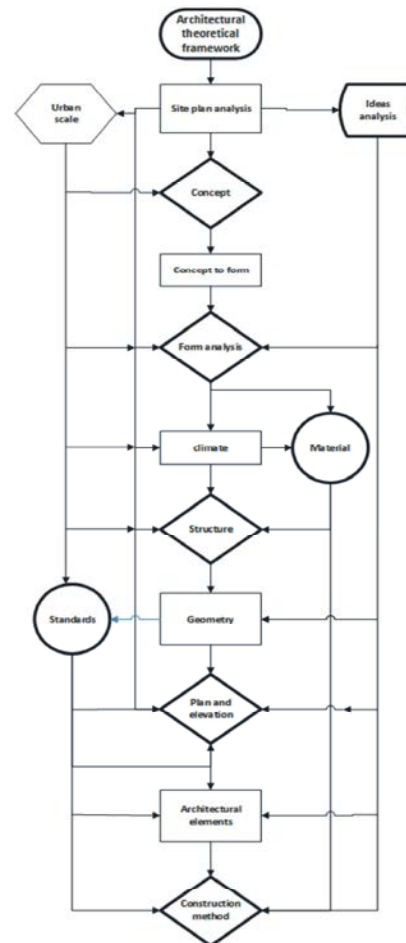 Architectural
theoretical
framework
Urban
scale
Site plan analysis
Ideas
analysis
Concept
Concept to form
Form analysis
climate
Material
Structure
Standards
Geometry
Plan and
elevation
Architectural
elements
Construction
method